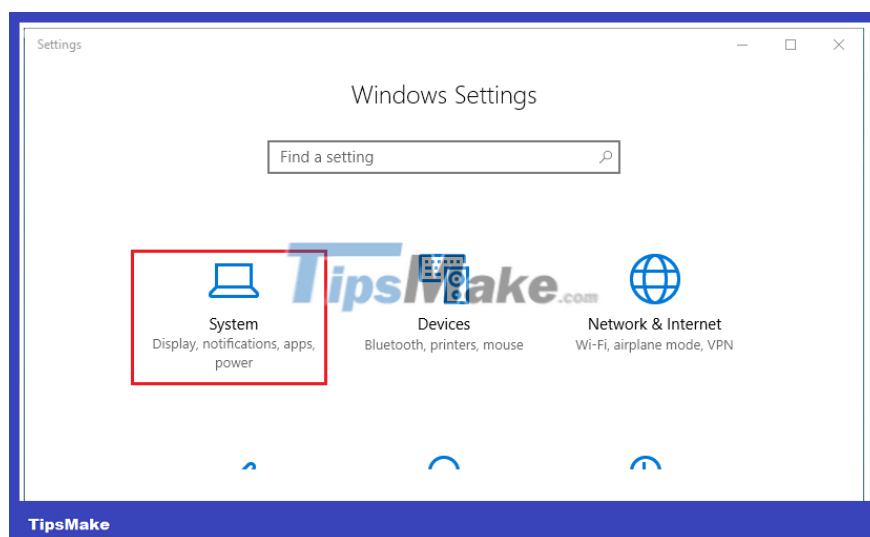 Settings
Windows Settings
Find a setting
TipsMake.com
System
Display, notifications, apps,
power
Devices
Bluetooth, printers, mouse
Network & Internet
Wi-Fi, airplane mode, VPN
TipsMake